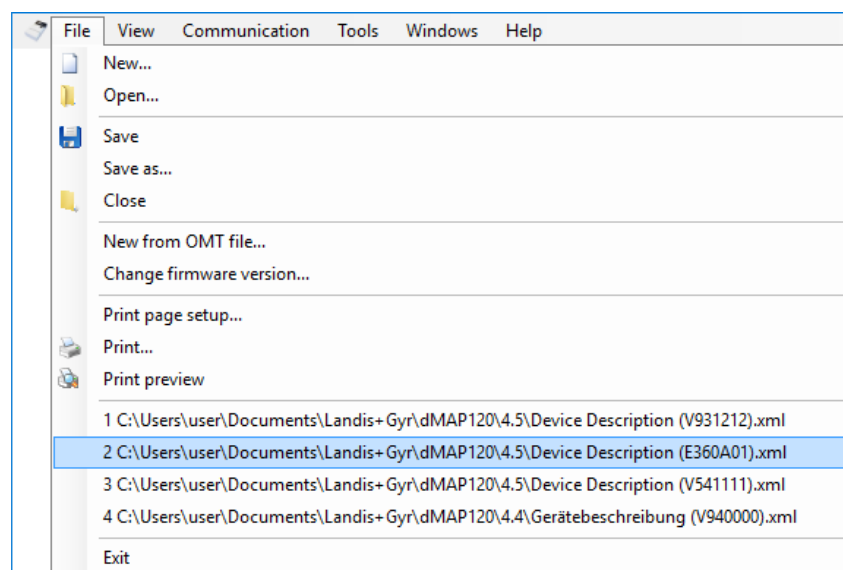 File View Communication Tools Windows Help
New...
Open...
Save
Save as...
Close
New from OMT file...
Change firmware version...
Print page setup...
Print...
Print preview
1 C:\Users\user\Documents\Landis+Gyr\dMAP120\4.5\Device Description (V931212).xml
2 C:\Users\user\Documents\Landis+Gyr\dMAP120\4.5\Device Description (E360A01).xml
3 C:\Users\user\Documents\Landis+Gyr\dMAP120\4.5\Device Description (V541111).xml
4 C:\Users\user\Documents\Landis+Gyr\dMAP120\4.4\Gerätebeschreibung (V940000).xml
Exit